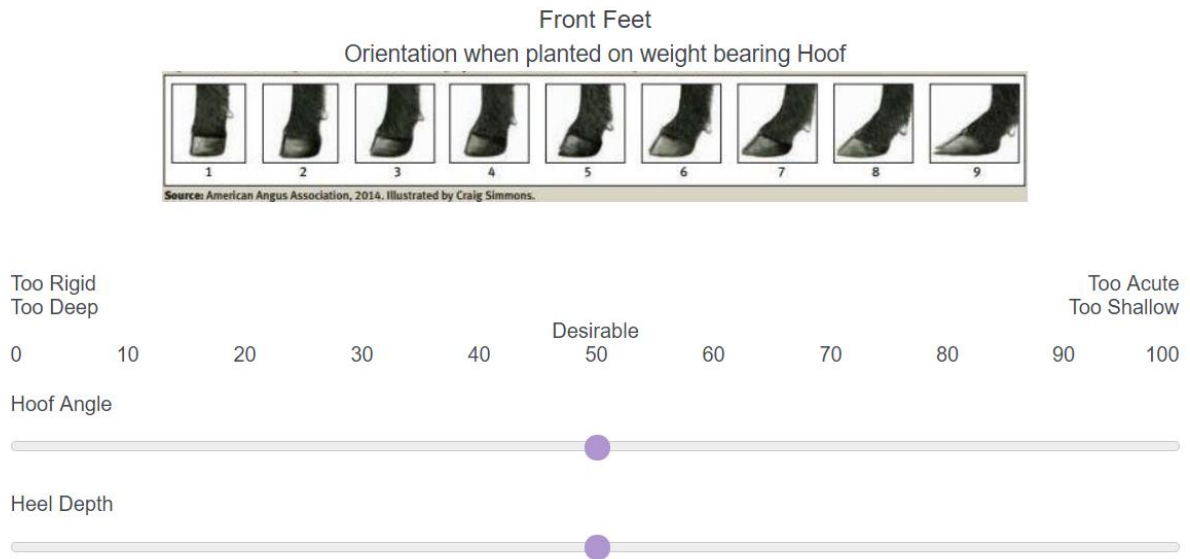 Front Feet
Orientation when planted on weight bearing Hoof
1 2 3 4 5 6 7 8 9
Source: American Angus Association, 2014. Illustrated by Craig Simmons.
Too Rigid Too Acute
Too Deep Too Shallow
Desirable
0 10 20 30 40 50 60 70 80 90 100
Hoof Angle
Heel Depth